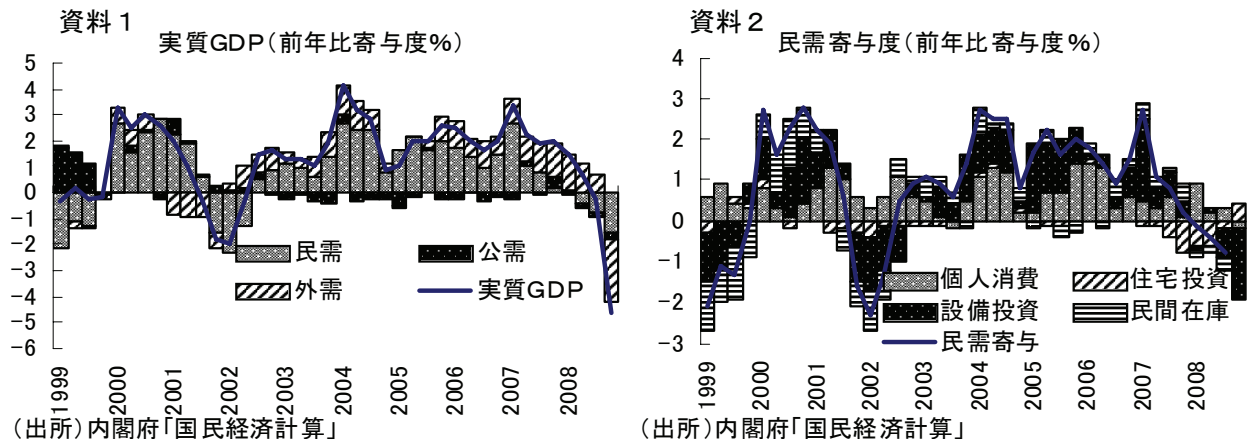 資料1
実質GDP(前年比寄与度%)
5
4
3
2
1
0
-1
-2
-3
-4
-5
-6
民需
公需
外需
実質GDP
1999
2000
2001
2002
2003
2004
2005
2006
2007
2008
(出所)内閣府「国民経済計算」
資料2
民需寄与度(前年比寄与度%)
4
3
2
1
0
-1
-2
-3
個人消費
住宅投資
設備投資
民間在庫
民需寄与
1999
2000
2001
2002
2003
2004
2005
2006
2007
2008
(出所)内閣府「国民経済計算」